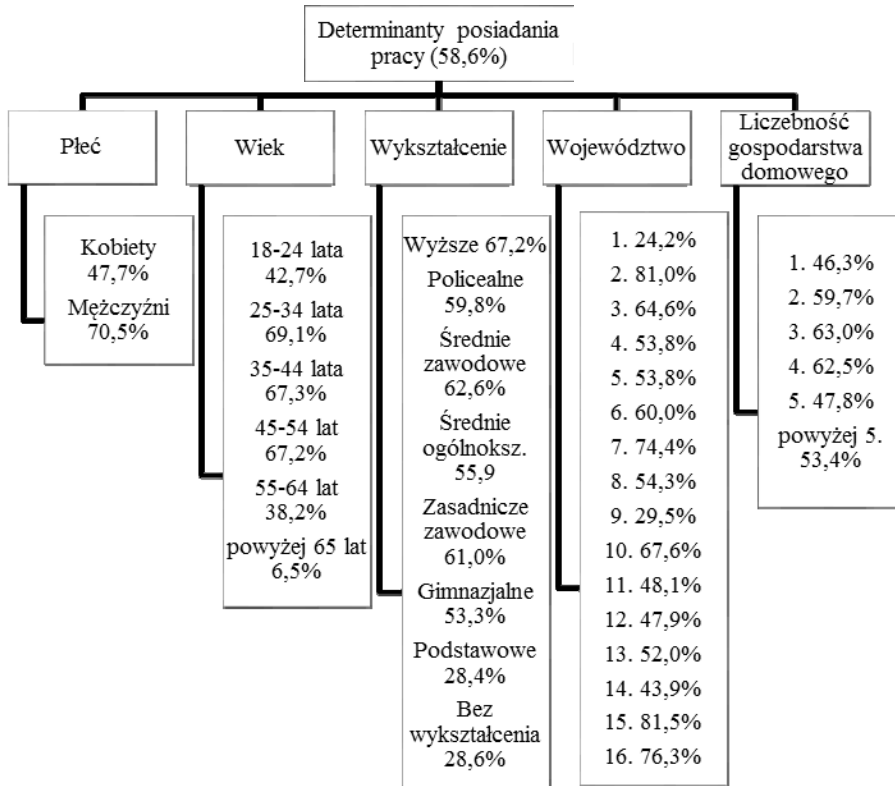 Determinanty posiadania
pracy (58,6%)
Płeć
Wiek
Wykształcenie
Województwo
Liczebność
gospodarstwa
domowego
Kobiety
47,7%
Mężczyźni
70,5%
18-24 lata
42,7%
25-34 lata
69,1%
35-44 lata
67,3%
45-54 lat
67,2%
55-64 lat
38,2%
powyżej 65 lat
6,5%
Wyższe 67,2%
Policealne
59,8%
Średnie
zawodowe
62,6%
Średnie
ogólnoksz.
55,9
Zasadnicze
zawodowe
61,0%
Gimnazjalne
53,3%
Podstawowe
28,4%
Bez
wykształcenia
28,6%
1. 24,2%
2. 81,0%
3. 64,6%
4. 53,8%
5. 53,8%
6. 60,0%
7. 74,4%
8. 54,3%
9. 29,5%
10. 67,6%
11. 48,1%
12. 47,9%
13. 52,0%
14. 43,9%
15. 81,5%
16. 76,3%
1. 46,3%
2. 59,7%
3. 63,0%
4. 62,5%
5. 47,8%
powyżej 5.
53,4%